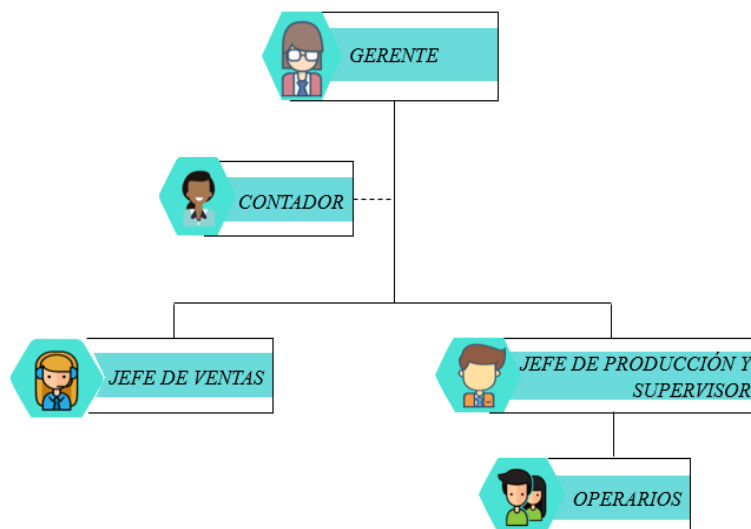 GERENTE
CONTADOR
JEFE DE VENTAS
JEFE DE PRODUCCIÓN Y
SUPERVISOR
OPERARIOS